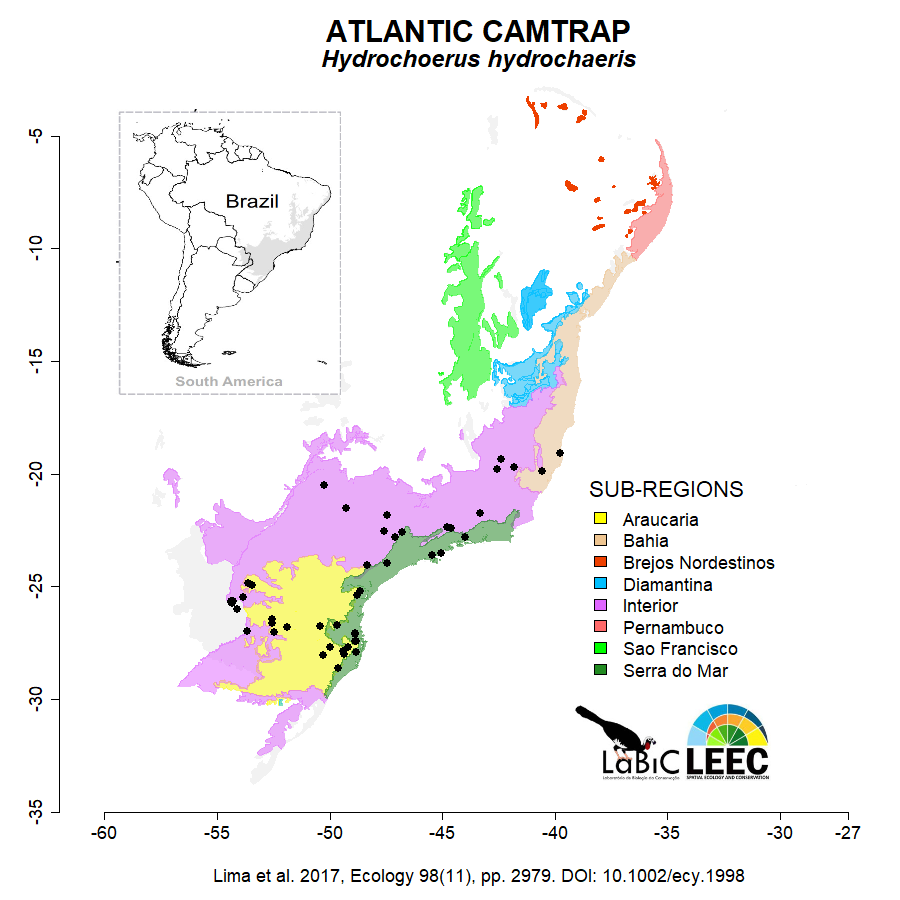 ATLANTIC CAMTRAP
Hydrochoerus hydrochaeris
Brazil
South America
-5
-10
-15
-20
-25
-30
-35
-60
-55
-50
-45
-40
-35
-30
-27
SUB-REGIONS
Araucaria
Bahia
Brejos Nordestinos
Diamantina
Interior
Pernambuco
Sao Francisco
Serra do Mar
LaBiC
Laboratório de Biologia da Conservação
LEEC
SPATIAL ECOLOGY AND CONSERVATION
Lima et al. 2017, Ecology 98(11), pp. 2979. DOI: 10.1002/ecy.1998